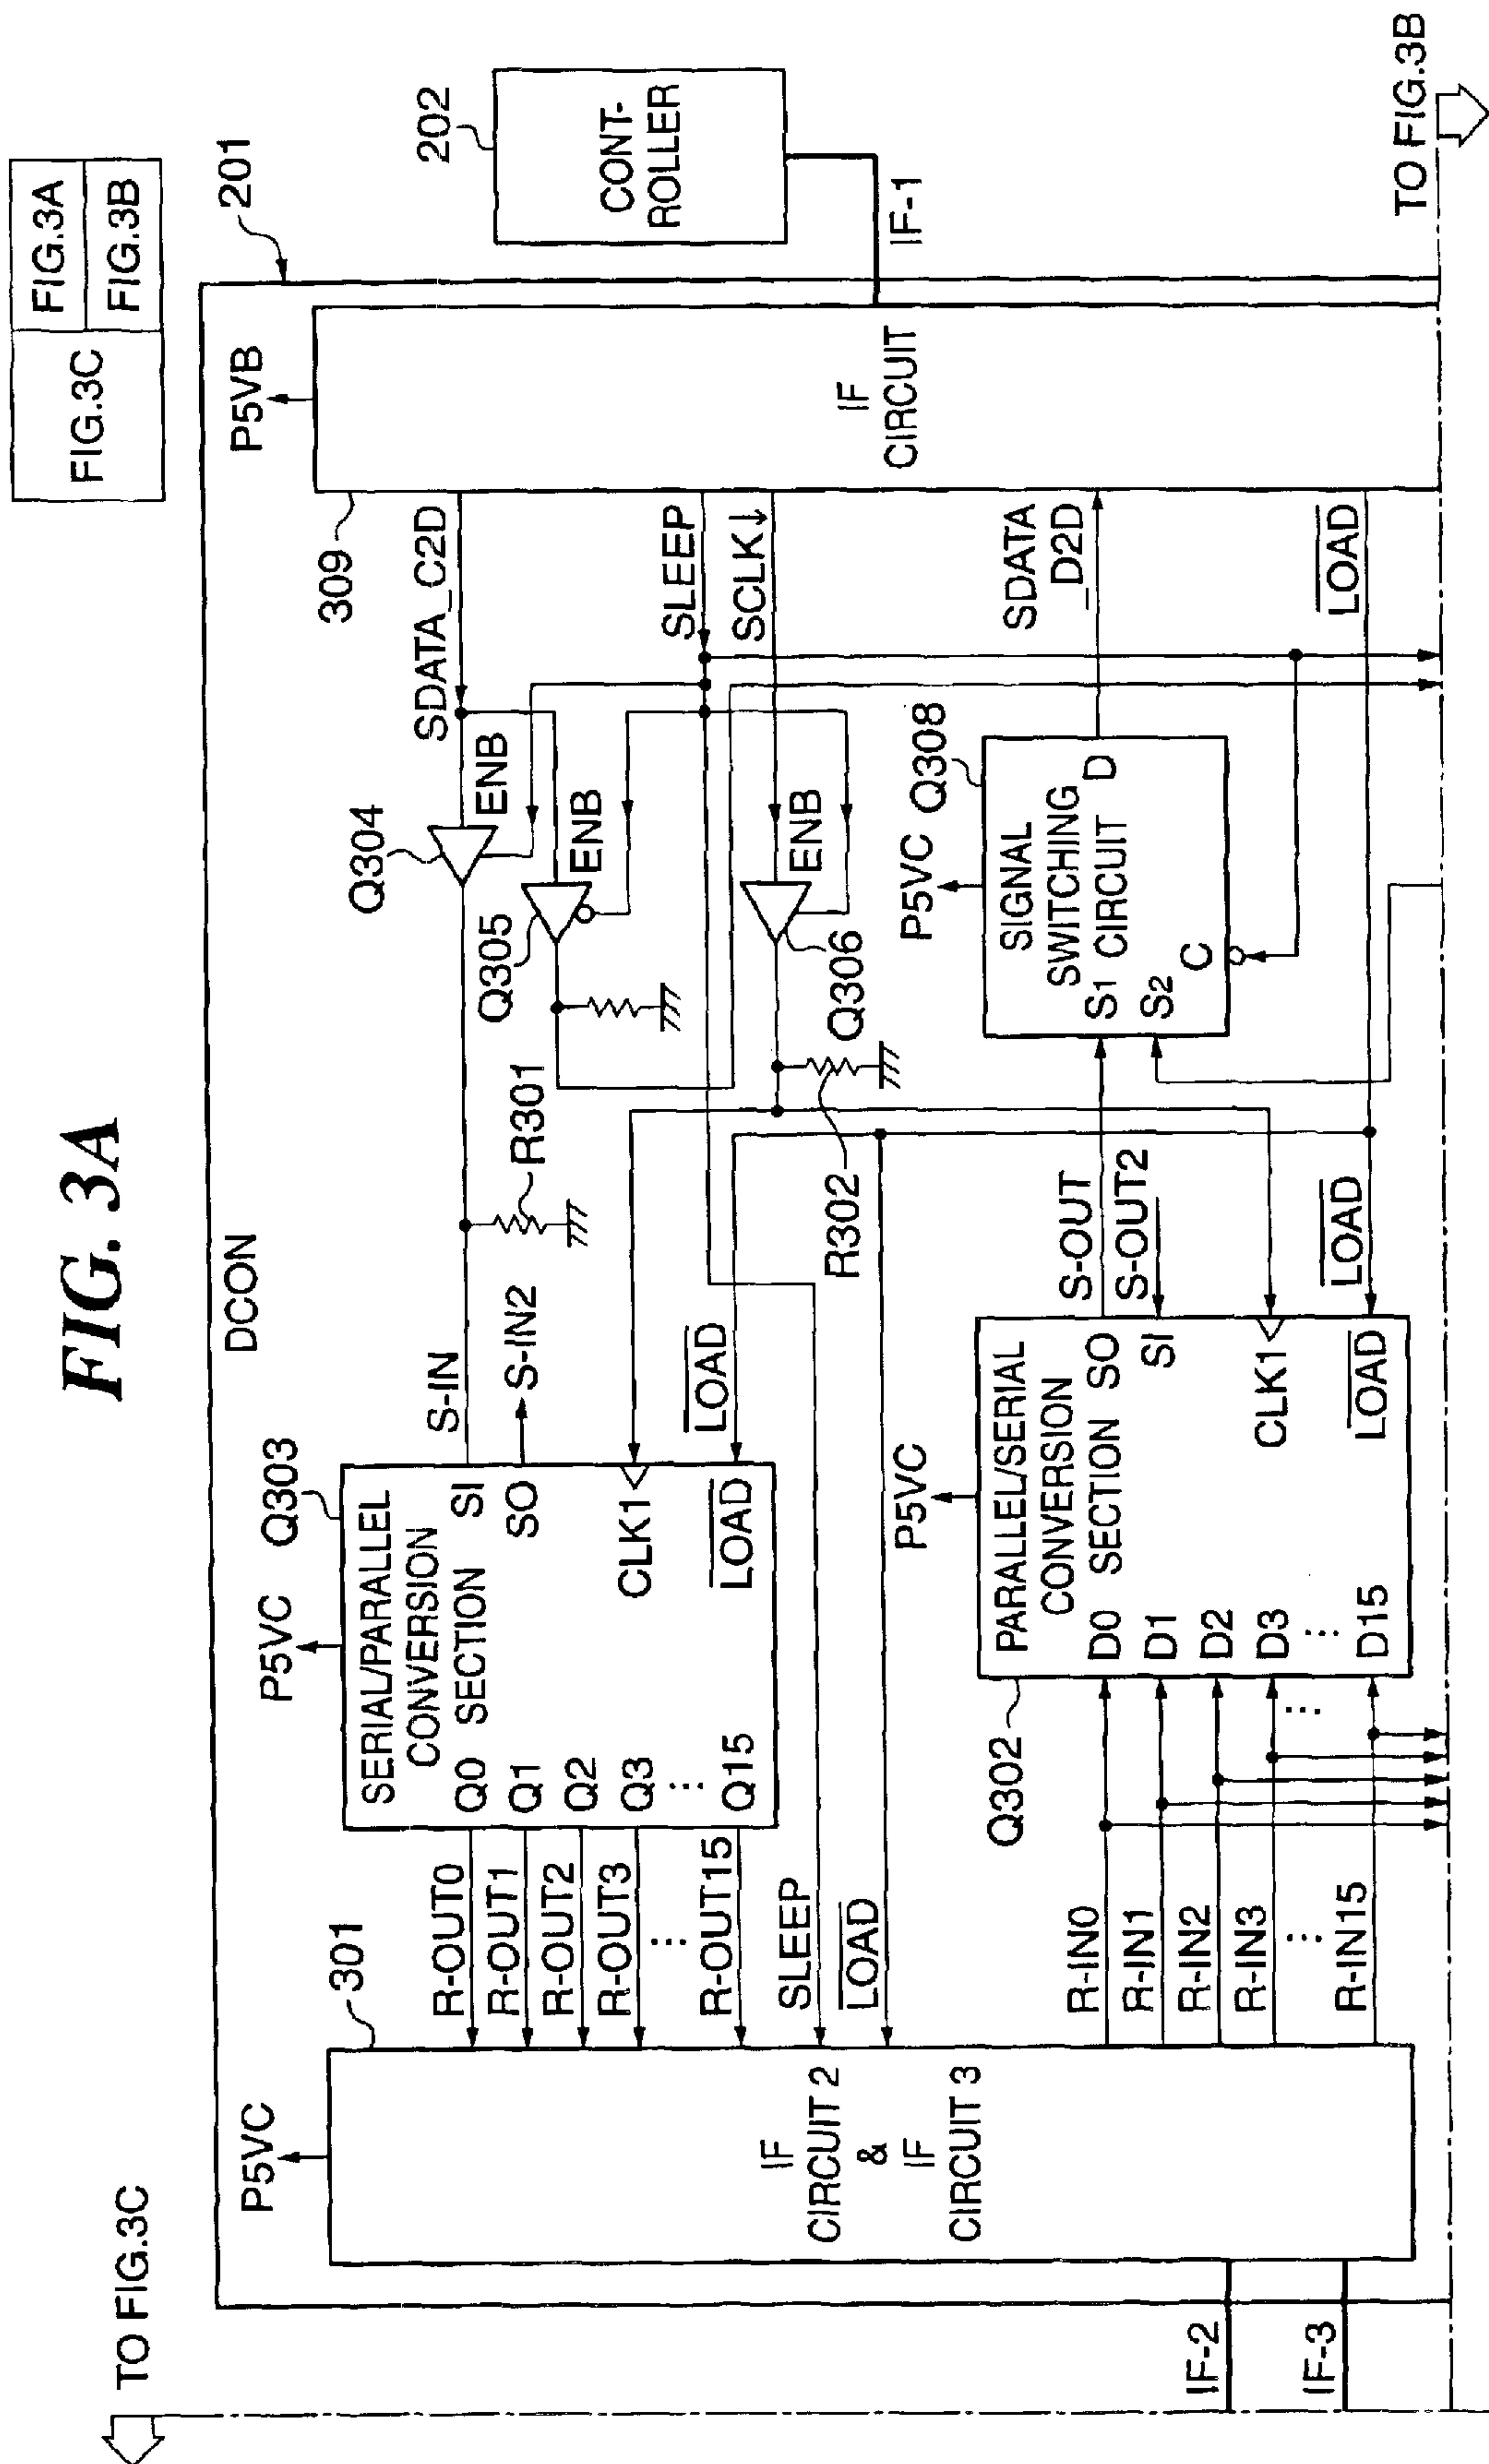 FIG. 3A
FIG.3C
FIG.3A
FIG.3B
TO FIG.3C
DCON
201
202
CONT-
ROLLER
IF-1
TO FIG.3B
P5VC
301
IF
CIRCUIT 2
&
IF
CIRCUIT 3
IF-2
IF-3
R-OUT0
R-OUT1
R-OUT2
R-OUT3
⋮
R-OUT15
SLEEP
LOAD
R-IN0
R-IN1
R-IN2
R-IN3
⋮
R-IN15
P5VC
Q303
SERIAL/PARALLEL
CONVERSION
SECTION
Q0
Q1
Q2
Q3
⋮
Q15
SI
SO
CLK1
LOAD
S-IN
S-IN2
LOAD
R301
P5VC
Q302
PARALLEL/SERIAL
CONVERSION
SECTION
D0
D1
D2
D3
⋮
D15
SO
SI
CLK1
LOAD
⋮
S-OUT
S-OUT2
LOAD
R302
Q304
ENB
Q305
ENB
Q306
ENB
P5VC
Q308
SIGNAL
SWITCHING
CIRCUIT
S1
S2
D
C
SDATA_C2D
SLEEP
SCLK↓
SDATA
_D2D
LOAD
309
P5VB
IF
CIRCUIT